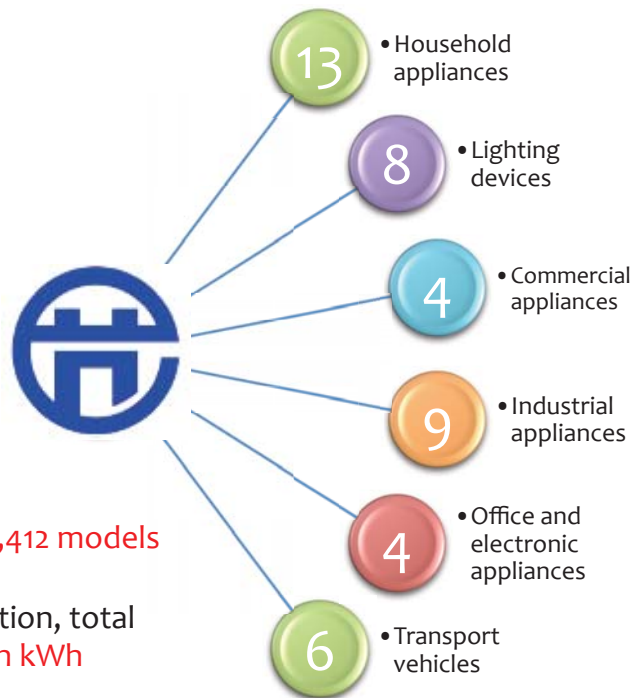 13
• Household
appliances
8
• Lighting
devices
4
• Commercial
appliances
9
• Industrial
appliances
,412 models
4
• Office and
electronic
appliances
tion, total
n kWh
6
• Transport
vehicles